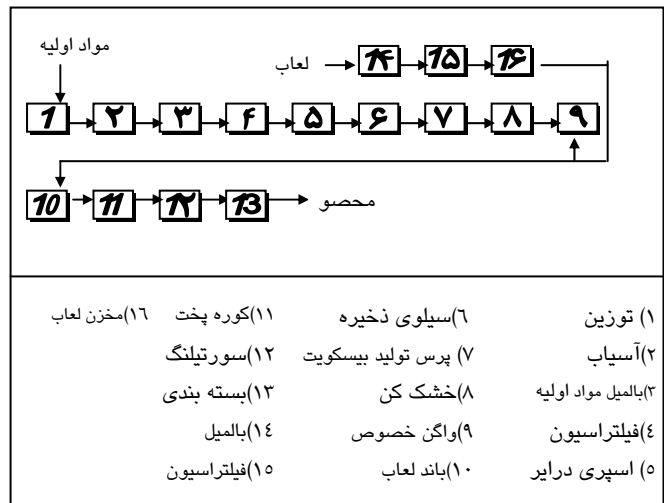 مواد اولیه
لعاب ۱۴ ۱۵ ۱۶
۱ ۲ ۳ ۴ ۵ ۶ ۷ ۸ ۹
۱۰ ۱۱ ۱۲ ۱۳ محصو
۱) توزین ۶)سیلوی ذخیره ۱۱)کوره پخت ۱۶)مخزن لعاب
۲)آسیاب ۷) پرس تولید بیسکویت ۱۲)سورتیلنگ
۳)بالمیل مواد اولیه ۸)خشک کن ۱۳)بسته بندی
٤)فیلتراسیون ۹)واگن خصوص ۱٤)بالمیل
۵) اسپری درایر ۱۰)باند لعاب ۱۵)فیلتراسیون